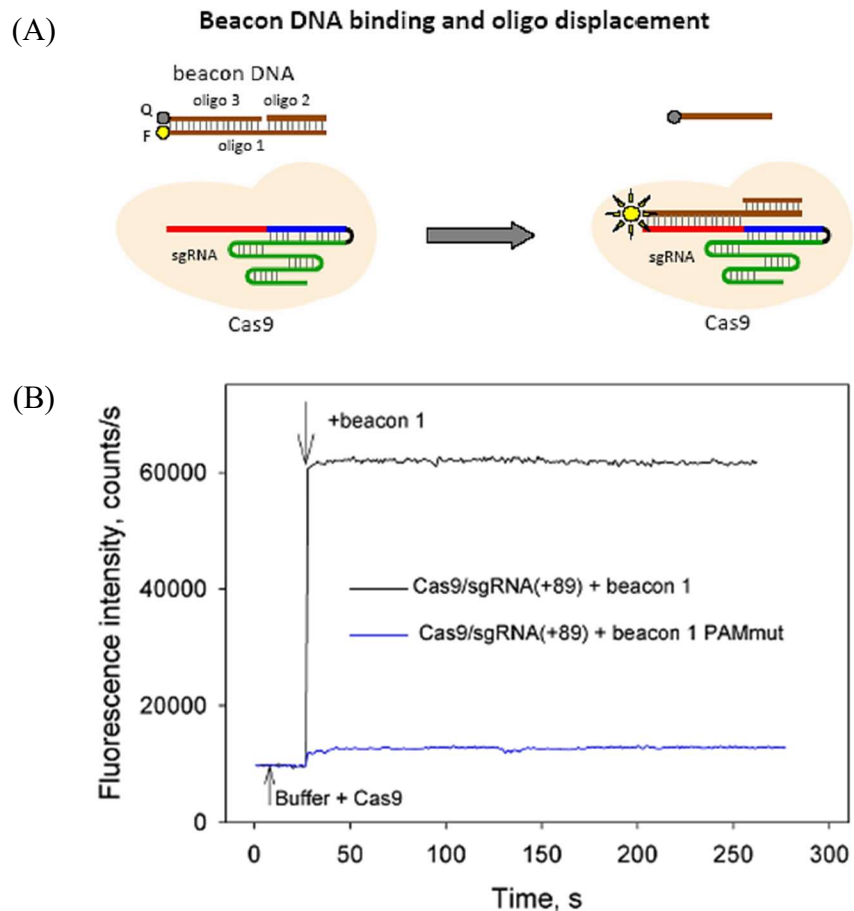 (A)
Beacon DNA binding and oligo displacement
beacon DNA
oligo 3 oligo 2
Q
F
oligo 1
sgRNA
Cas9
sgRNA
Cas9
(B)
Fluorescence intensity, counts/s
60000
40000
20000
0
+beacon 1
Cas9/sgRNA(+89) + beacon 1
Cas9/sgRNA(+89) + beacon 1 PAMmut
Buffer + Cas9
0 50 100 150 200 250 300
Time, s